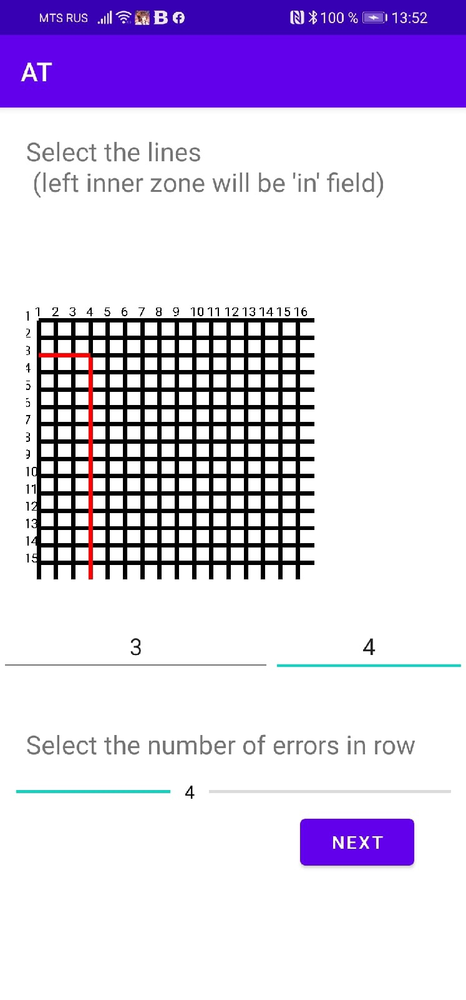 MTS RUS 100 % 13:52
AT
Select the lines
(left inner zone will be 'in' field)
1 2 3 4 5 6 7 8 9 10 11 12 13 14 15 16
1
2
3
4
5
6
7
8
9
10
11
12
13
14
15
3 4
Select the number of errors in row
4
NEXT